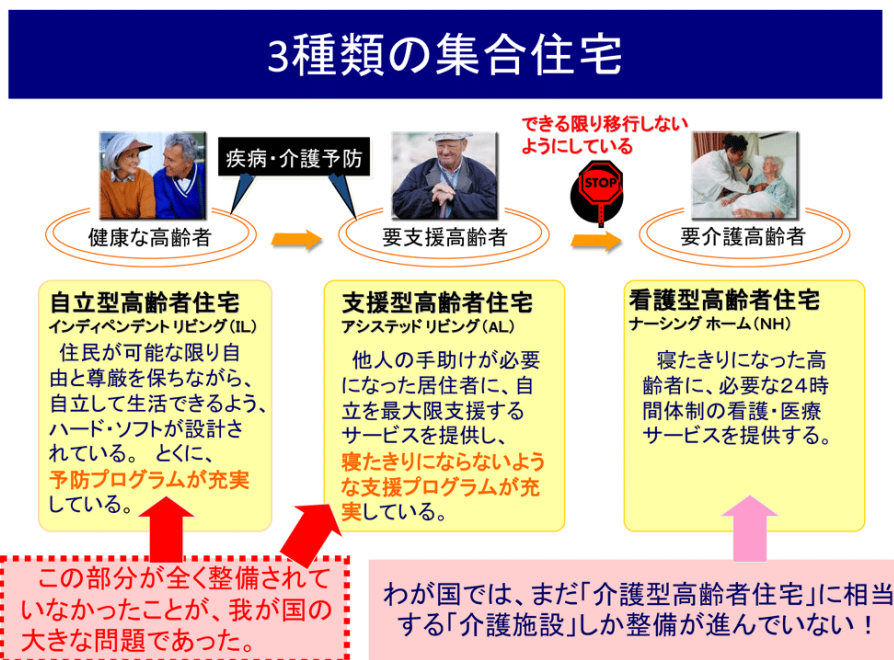 3種類の集合住宅
できる限り移行しない
ようにしている
疾病・介護予防
STOP
健康な高齢者
要支援高齢者
要介護高齢者
自立型高齢者住宅
インディペンデントリビング(IL)
住民が可能な限り自
由と尊厳を保ちながら、
自立して生活できるよう、
ハード・ソフトが設計さ
れている。 とくに、
予防プログラムが充実
している。
支援型高齢者住宅
アシステッドリビング(AL)
他人の手助けが必要
になった居住者に、自
立を最大限支援する
サービスを提供し、
寝たきりにならないよう
な支援プログラムが充
実している。
看護型高齢者住宅
ナーシング ホーム(NH)
寝たきりになった高
齢者に、必要な24時
間体制の看護・医療
サービスを提供する。
この部分が全く整備されて
いなかったことが、我が国の
大きな問題であった。
わが国では、まだ「介護型高齢者住宅」に相当
する「介護施設」しか整備が進んでいない！